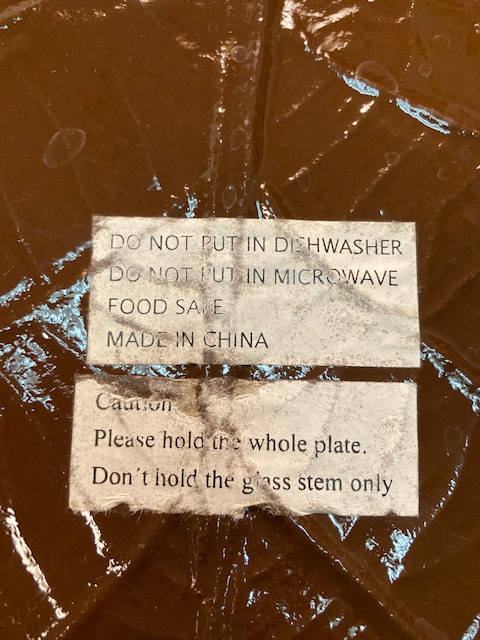 DO NOT PUT IN DISHWASHER
DO NOT PUT IN MICROWAVE
FOOD SAFE
MADE IN CHINA
Caution
Please hold the whole plate.
Don´t hold the glass stem only